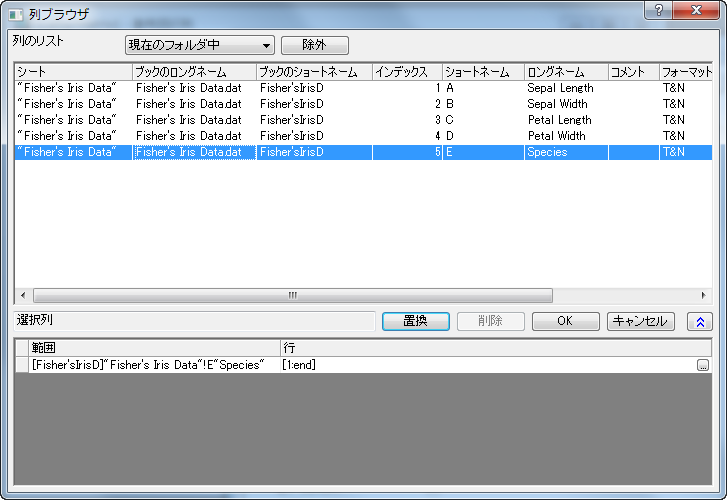 列ブラウザ
列のリスト 現在のフォルダ中 除外
シート ブックのロングネーム ブックのショートネーム インデックス ショートネーム ロングネーム コメント フォーマット
"Fisher's Iris Data" Fisher's Iris Data.dat Fisher'sIrisD 1 A Sepal Length T&N
"Fisher's Iris Data" Fisher's Iris Data.dat Fisher'sIrisD 2 B Sepal Width T&N
"Fisher's Iris Data" Fisher's Iris Data.dat Fisher'sIrisD 3 C Petal Length T&N
"Fisher's Iris Data" Fisher's Iris Data.dat Fisher'sIrisD 4 D Petal Width T&N
"Fisher's Iris Data" Fisher's Iris Data.dat Fisher'sIrisD 5 E Species T&N
選択列 置換 削除 OK キャンセル
範囲 行
[Fisher'sIrisD]"Fisher's Iris Data"!E"Species" [1:end] ...